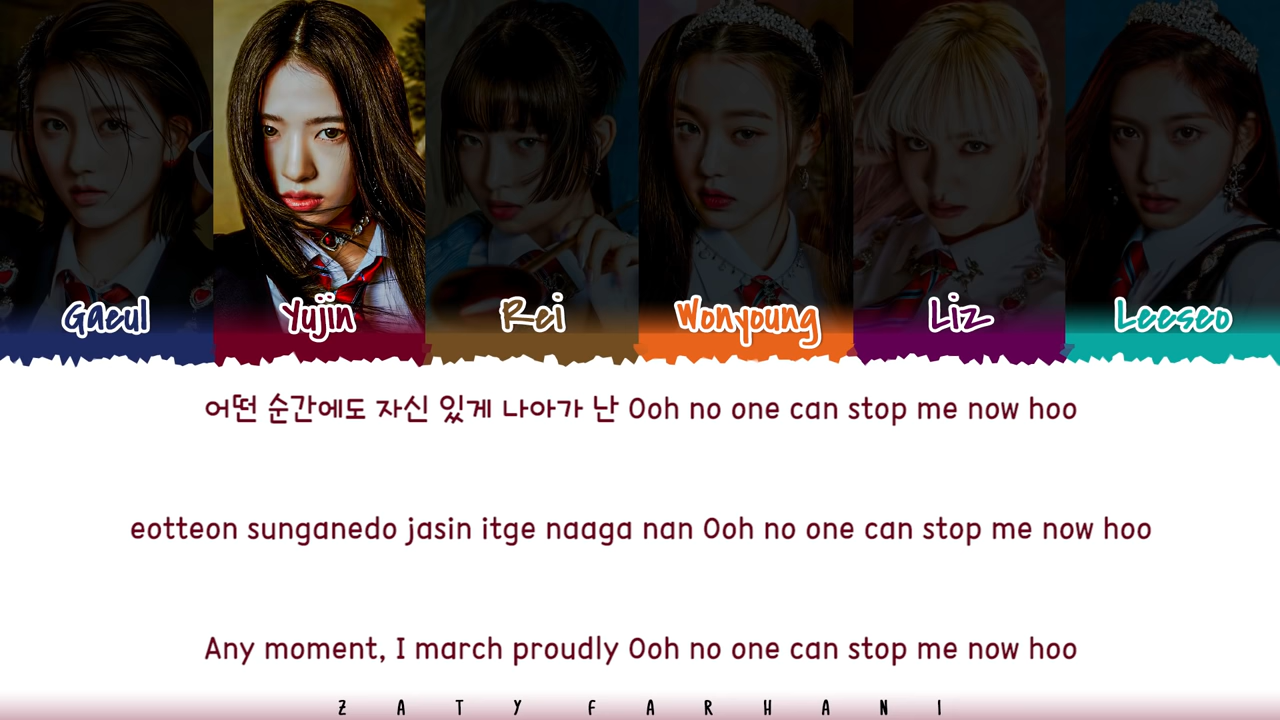 Gaeul Yujin Rei Wonyoung Liz Leeseo
어떤 순간에도 자신 있게 나아가 난 Ooh no one can stop me now hoo
eotteon sunganedo jasin itge naaga nan Ooh no one can stop me now hoo
Any moment, I march proudly Ooh no one can stop me now hoo
ZATY FARHANI